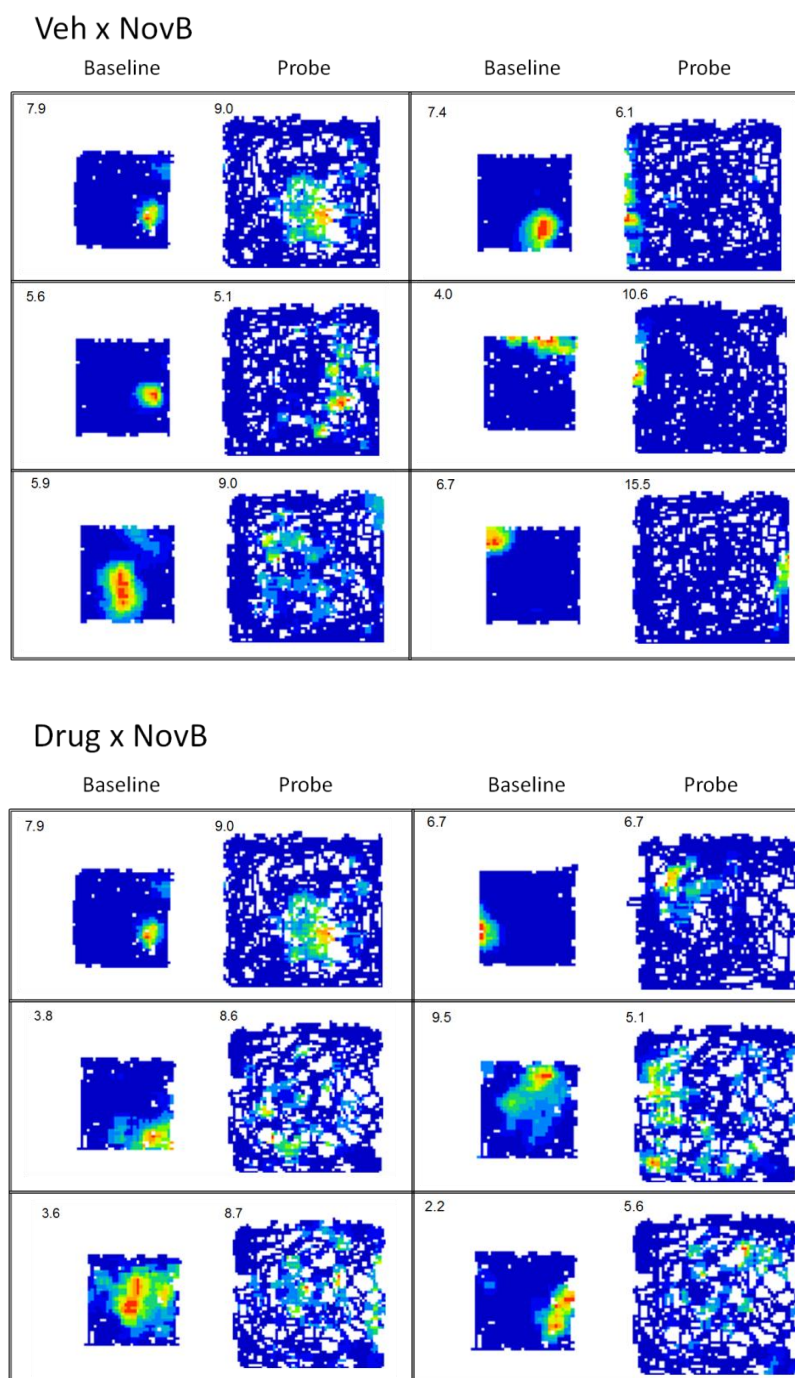 Veh x NovB
Baseline Probe Baseline Probe
7.9 9.0 7.4 6.1
5.6 5.1 4.0 10.6
5.9 9.0 6.7 15.5
Drug x NovB
Baseline Probe Baseline Probe
7.9 9.0 6.7 6.7
3.8 8.6 9.5 5.1
3.6 8.7 2.2 5.6